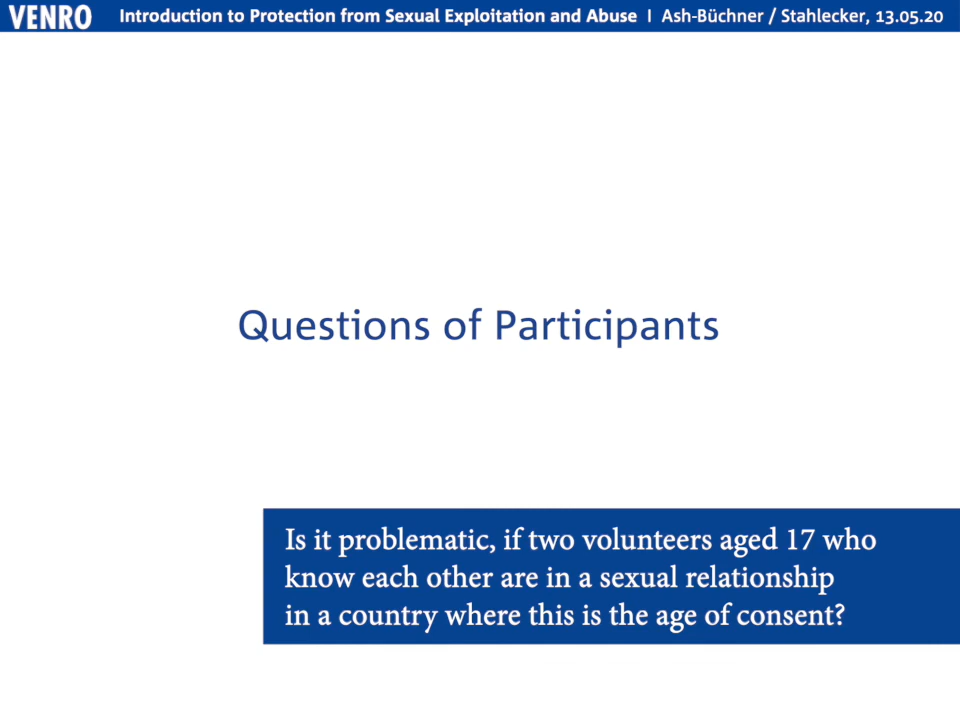 VENRO Introduction to Protection from Sexual Exploitation and Abuse I Ash-Büchner / Stahlecker, 13.05.20
Questions of Participants
Is it problematic, if two volunteers aged 17 who
know each other are in a sexual relationship
in a country where this is the age of consent?